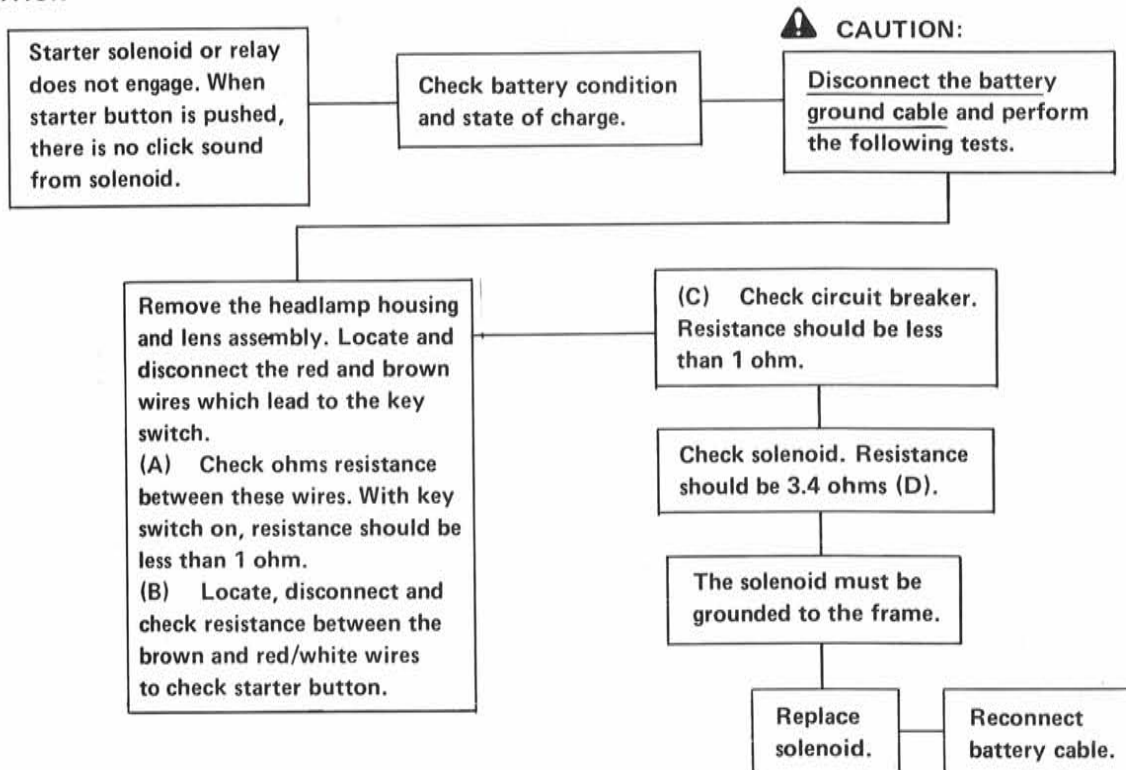 Starter solenoid or relay
does not engage. When
starter button is pushed,
there is no click sound
from solenoid.
Check battery condition
and state of charge.
CAUTION:
Disconnect the battery
ground cable and perform
the following tests.
Remove the headlamp housing
and lens assembly. Locate and
disconnect the red and brown
wires which lead to the key
switch.
(A) Check ohms resistance
between these wires. With key
switch on, resistance should be
less than 1 ohm.
(B) Locate, disconnect and
check resistance between the
brown and red/white wires
to check starter button.
(C) Check circuit breaker.
Resistance should be less
than 1 ohm.
Check solenoid. Resistance
should be 3.4 ohms (D).
The solenoid must be
grounded to the frame.
Replace
solenoid.
Reconnect
battery cable.